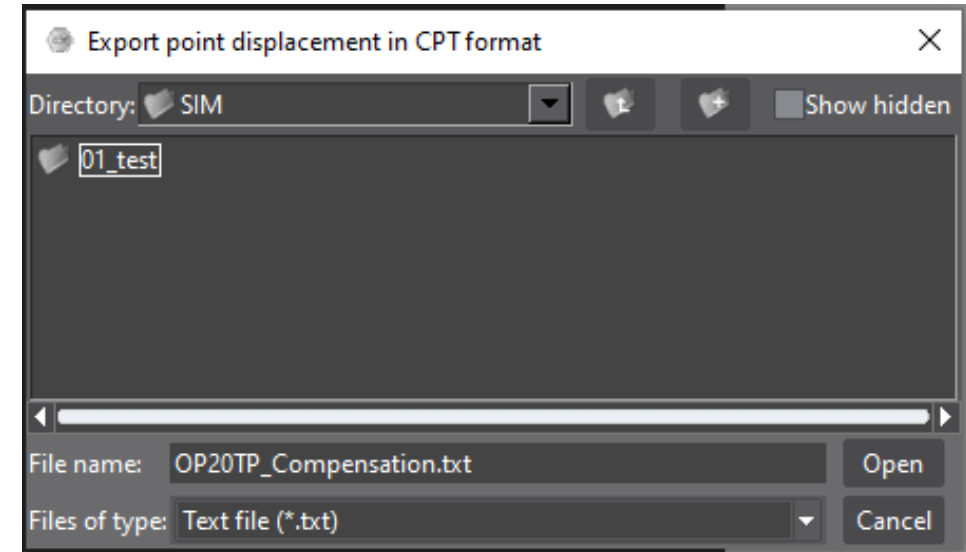 Export point displacement in CPT format
Directory: SIM Show hidden
01_test
File name: OP20TP_Compensation.txt Open
Files of type: Text file (*.txt) Cancel